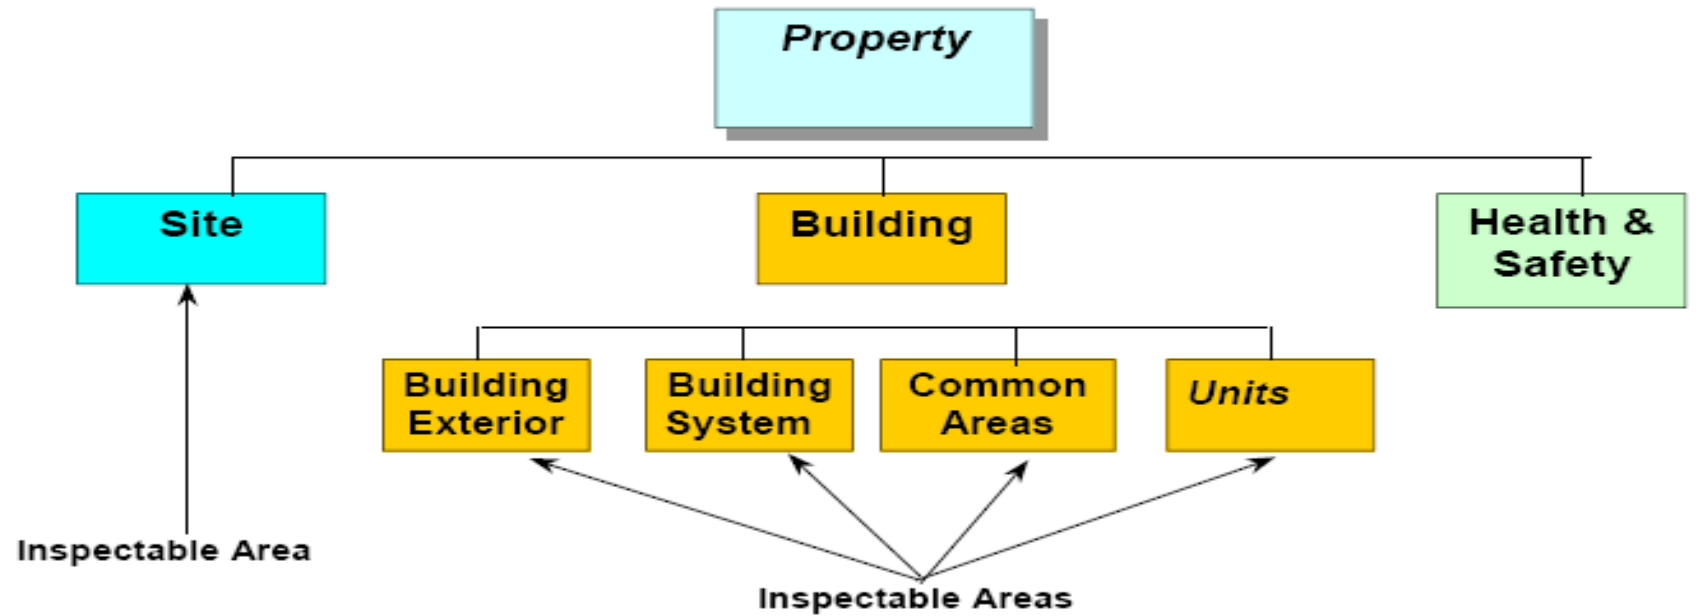 Property
Site
Building
Health &
Safety
Building
Exterior
Building
System
Common
Areas
Units
Inspectable Area
Inspectable Areas